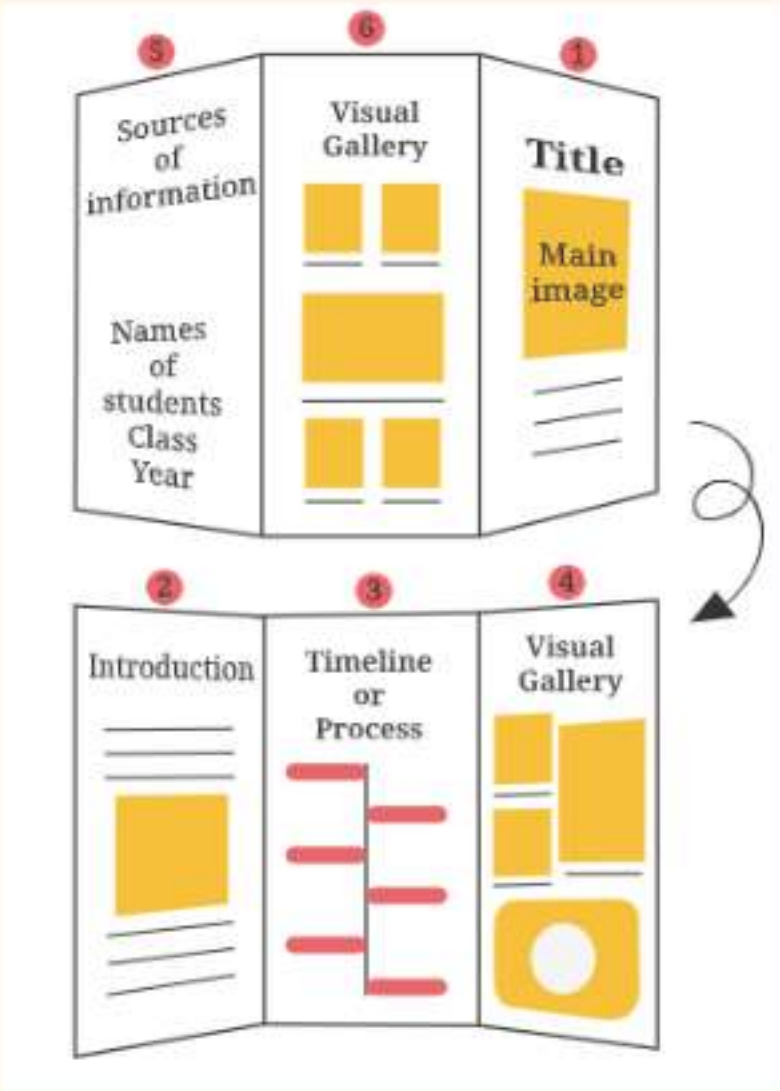 5
6
1
Sources
of
information
Names
of
students
Class
Year
Visual
Gallery
Title
Main
image
2
3
4
Introduction
Timeline
or
Process
Visual
Gallery